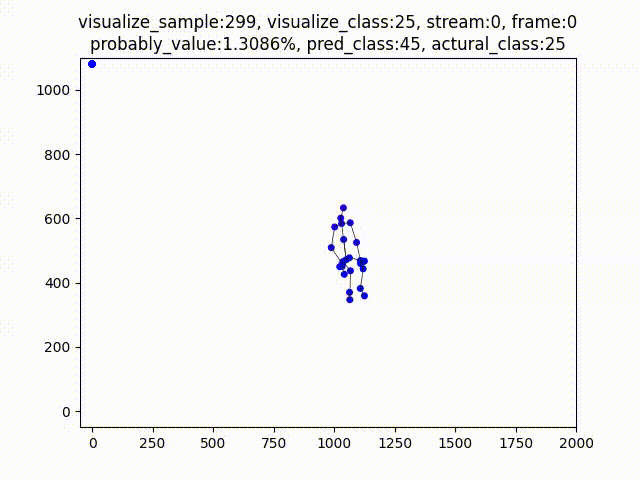 visualize_sample:299, visualize_class:25, stream:0, frame:0
probably_value:1.3086%, pred_class:45, actural_class:25
1000
800
600
400
200
0
0 250 500 750 1000 1250 1500 1750 2000